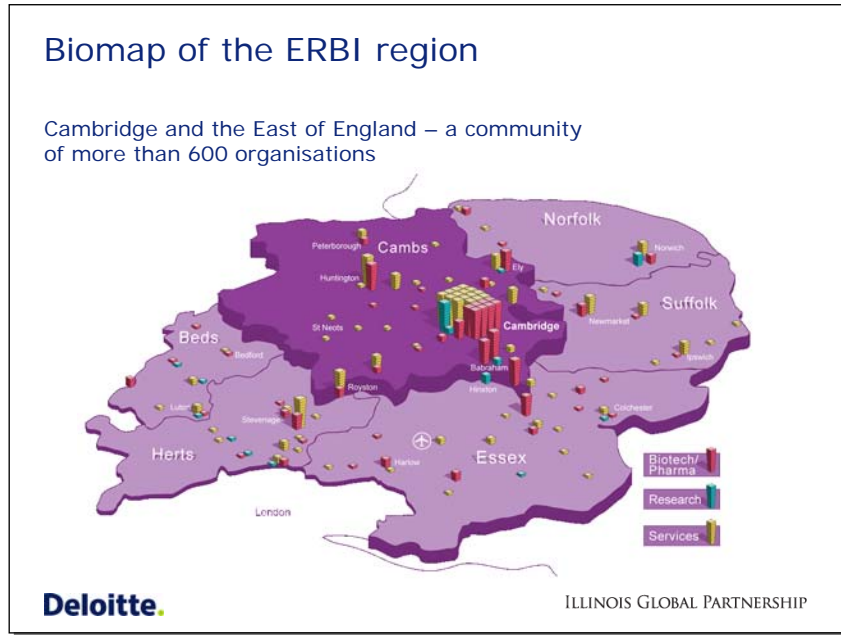 Biomap of the ERBI region
Cambridge and the East of England – a community
of more than 600 organisations
Norfolk
Peterborough
Cambs
Norwich
Ely
Huntington
Suffolk
Newmarket
Cambridge
St Neots
Beds
Bedford
Ipswich
Babraham
Hinxton
Royston
Luton
Colchester
Stevenage
Herts
Harlow
Essex
Biotech/
Pharma
Research
Services
London
Deloitte.
ILLINOIS GLOBAL PARTNERSHIP